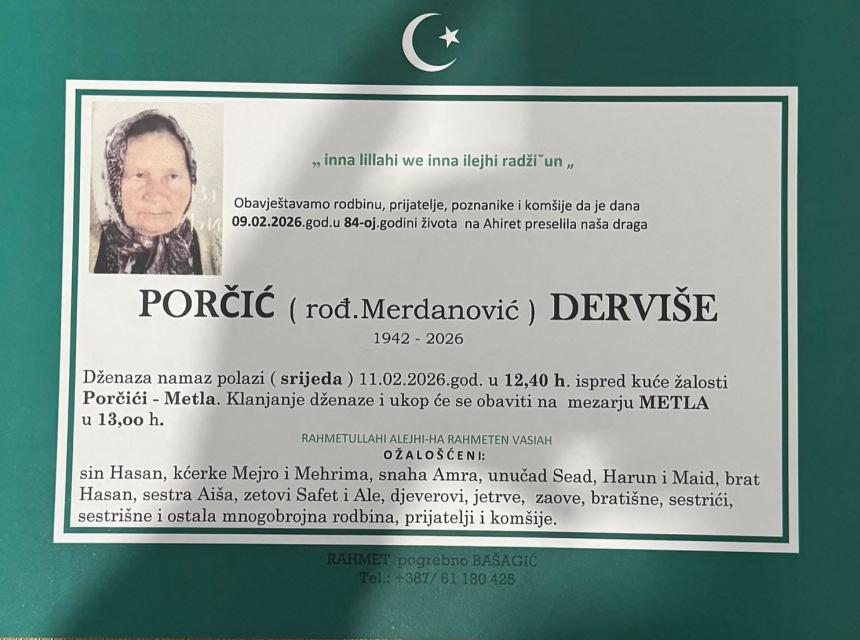 „ inna lillahi we inna ilejhi radžiˇun „
Obavještavamo rodbinu, prijatelje, poznanike i komšije da je dana
09.02.2026.god.u 84-oj.godini života na Ahiret preselila naša draga
PORČIĆ ( rođ.Merdanović ) DERVIŠE
1942 - 2026
Dženaza namaz polazi ( srijeda ) 11.02.2026.god. u 12,40 h. ispred kuće žalosti
Porčići - Metla. Klanjanje dženaze i ukop će se obaviti na mezarju METLA
u 13,oo h.
RAHMETULLAHI ALEJHI-HA RAHMETEN VASIAH
OŽALOŠĆENI:
sin Hasan, kćerke Mejro i Mehrima, snaha Amra, unučad Sead, Harun i Maid, brat
Hasan, sestra Aiša, zetovi Safet i Ale, djeverovi, jetrve, zaove, bratišne, sestrići,
sestrišne i ostala mnogobrojna rodbina, prijatelji i komšije.
RAHMET pogrebno BAŠAGIĆ
Tel.: +387/ 61 180 425